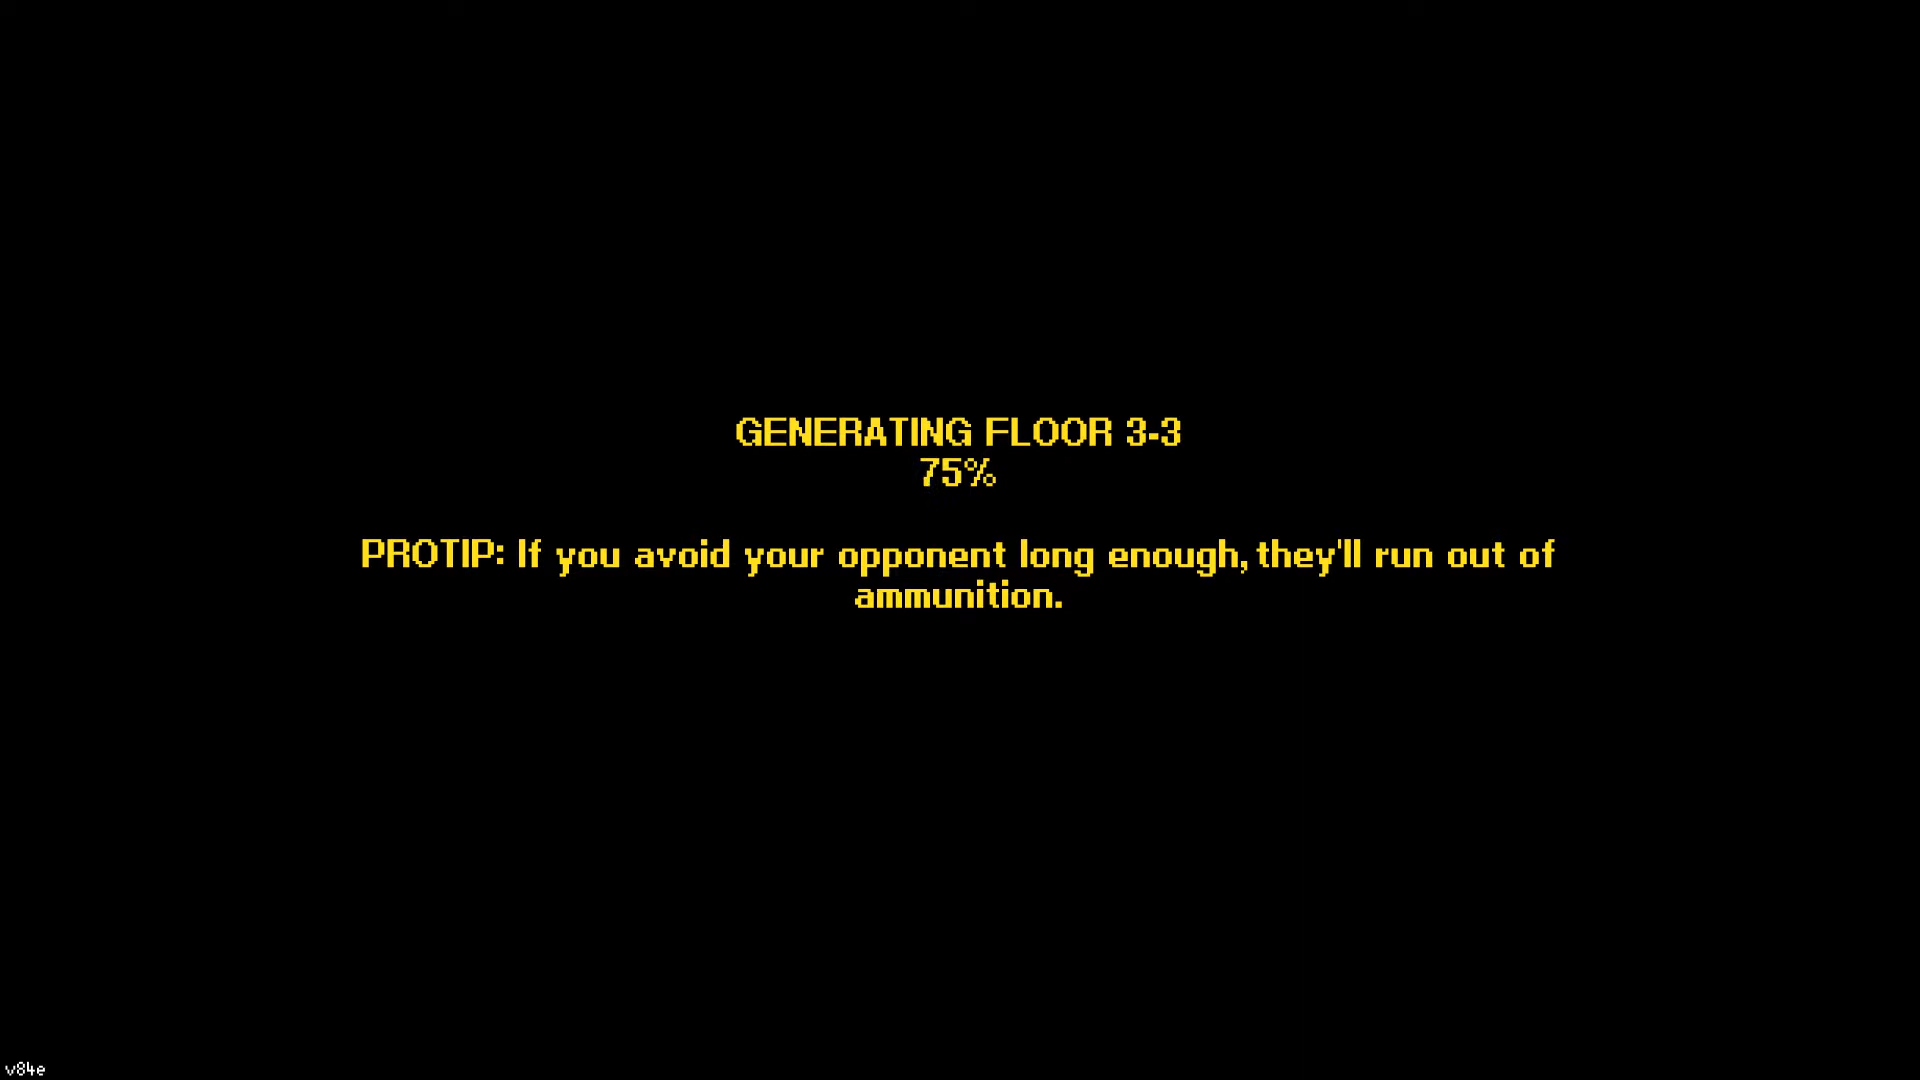 GENERATING FLOOR 3-3
75%
PROTIP: If you avoid your opponent long enough, they'll run out of
ammunition.
v84e